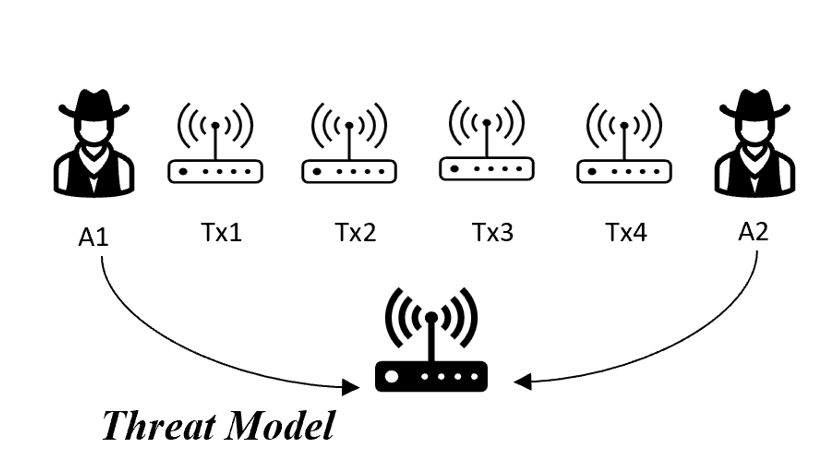 A1 Tx1 Tx2 Tx3 Tx4 A2
Threat Model